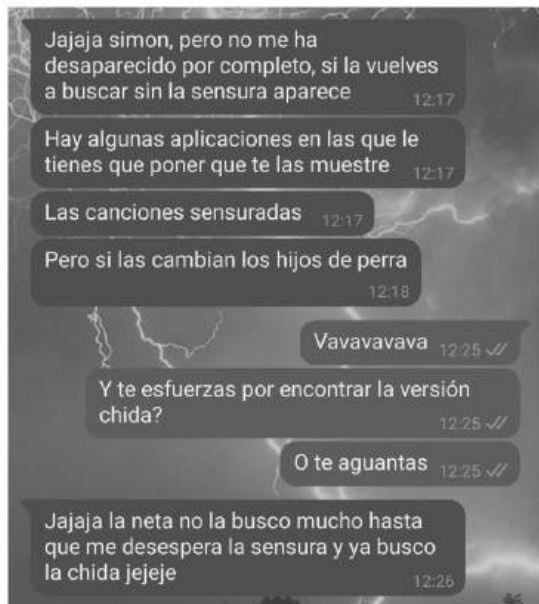 Jajaja simon, pero no me ha
desaparecido por completo, si la vuelves
a buscar sin la sensura aparece
12:17
Hay algunas aplicaciones en las que le
tienes que poner que te las muestre
12:17
Las canciones sensuradas 12:17
Pero si las cambian los hijos de perra
12:18
Vavavavava 12:25
Y te esfuerzas por encontrar la versión
chida?
12:25
O te aguantas 12:25
Jajaja la neta no la busco mucho hasta
que me desespera la sensura y ya busco
la chida jejeje
12:26